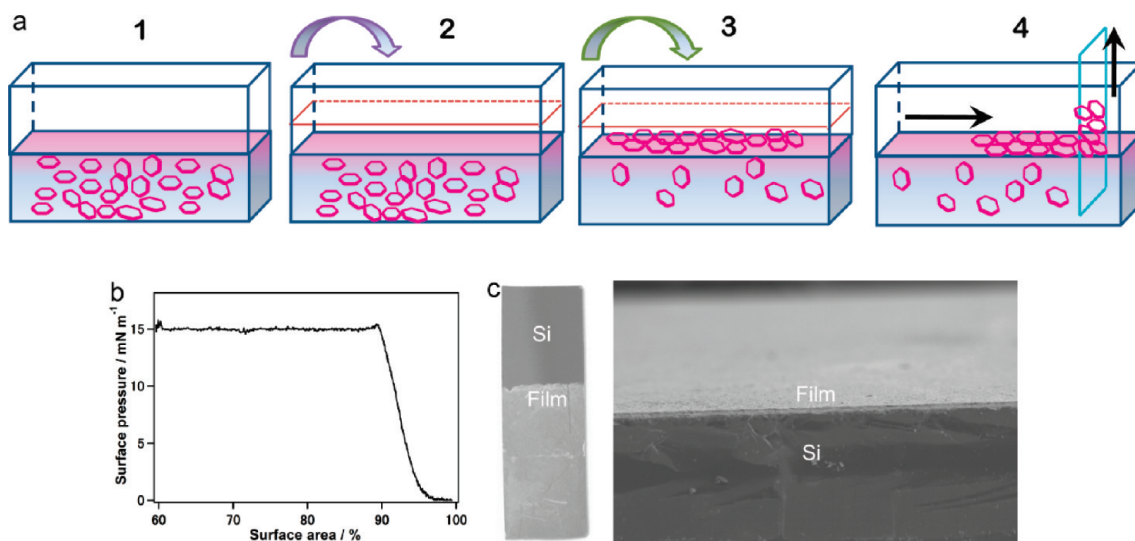 a
1
2
3
4
b
Surface pressure / mN m⁻¹
15
10
5
0
60
70
80
90
100
Surface area / %
c
Si
Film
Film
Si